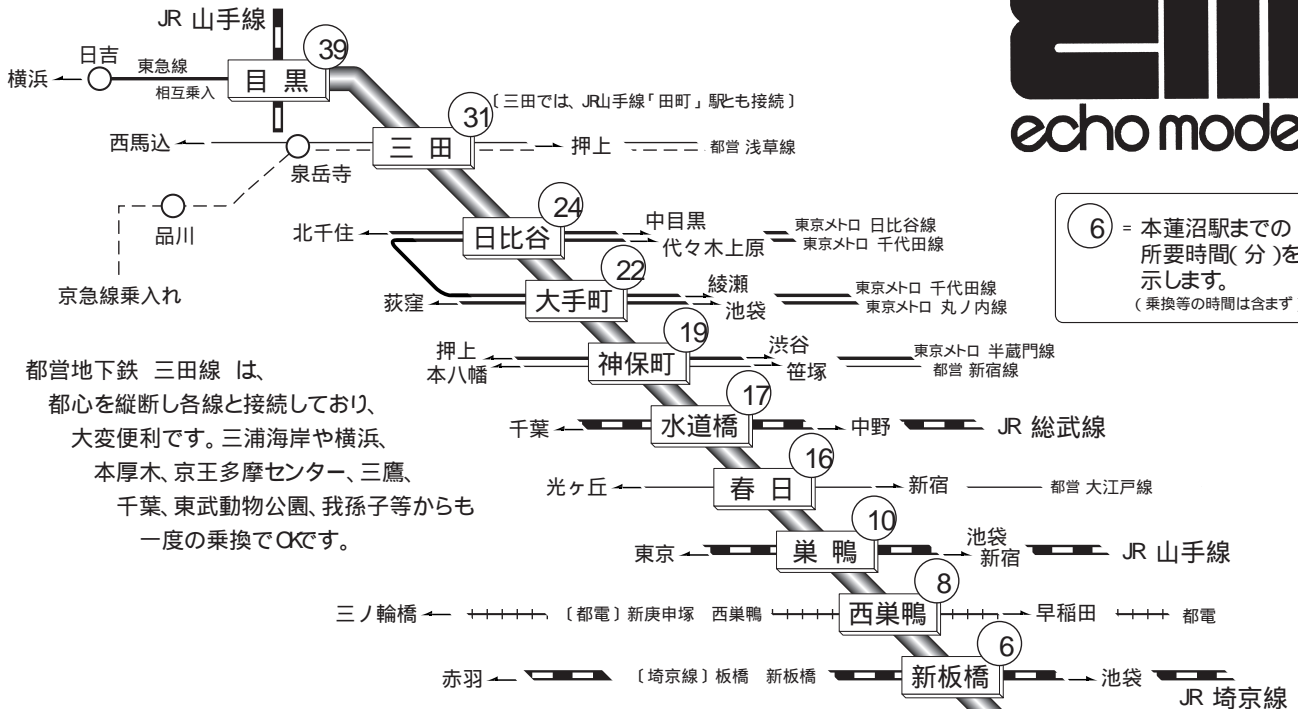 JR 山手線
39
日吉
横浜
東急線
相互乗入
目 黒
〔三田では、JR山手線「田町」駅とも接続〕
31
西馬込
泉岳寺
三 田
押上
都営 浅草線
echo mode
品川
京急線乗入れ
24
北千住
日比谷
中目黒
代々木上原
東京メトロ 日比谷線
東京メトロ 千代田線
6 = 本蓮沼駅までの
所要時間(分)を
示します。
(乗換等の時間は含まず)
22
荻窪
大手町
綾瀬
池袋
東京メトロ 千代田線
東京メトロ 丸ノ内線
19
押上
本八幡
神保町
渋谷
笹塚
東京メトロ 半蔵門線
都営 新宿線
都営地下鉄 三田線 は、
都心を縦断し各線と接続しており、
大変便利です。三浦海岸や横浜、
本厚木、京王多摩センター、三鷹、
千葉、東武動物公園、我孫子等からも
一度の乗換でOKです。
17
千葉
水道橋
中野
JR 総武線
16
光ヶ丘
春 日
新宿
都営 大江戸線
10
東京
巣 鴨
池袋
新宿
JR 山手線
8
三ノ輪橋
〔都電〕新庚申塚 西巣鴨
西巣鴨
早稲田
都電
6
赤羽
〔埼京線〕板橋 新板橋
新板橋
池袋
JR 埼京線